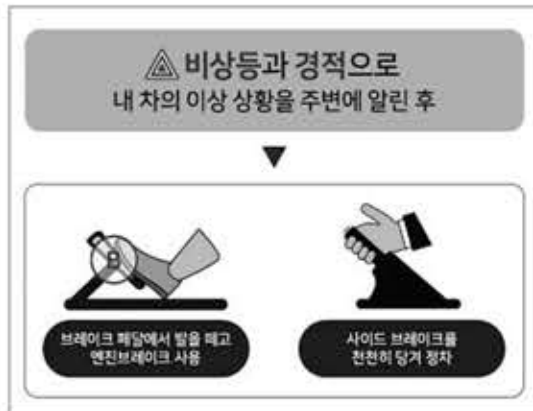 비상등과 경적으로
내 차의 이상 상황을 주변에 알린 후
브레이크 페달에서 발을 떼고
엔진브레이크 사용
사이드 브레이크를
천천히 당겨 정차